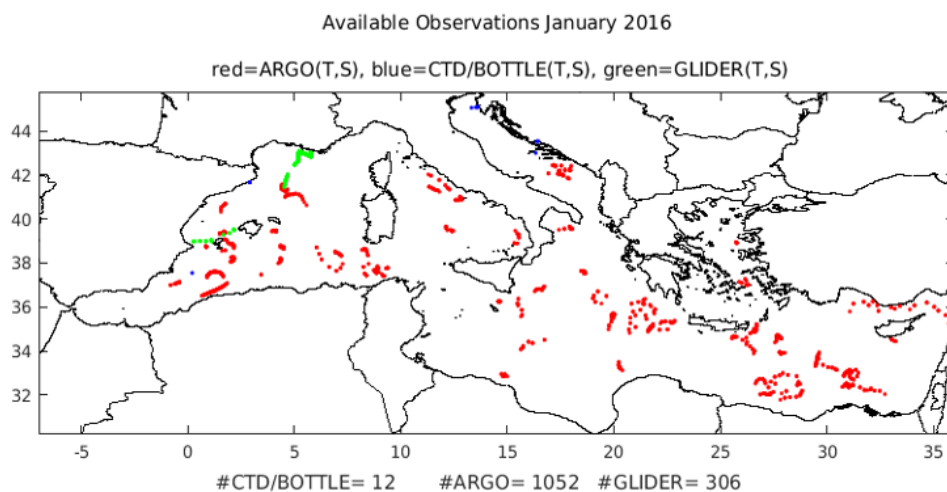 Available Observations January 2016
red=ARGO(T,S), blue=CTD/BOTTLE(T,S), green=GLIDER(T,S)
44
42
40
38
36
34
32
-5 0 5 10 15 20 25 30 35
#CTD/BOTTLE= 12 #ARGO= 1052 #GLIDER= 306